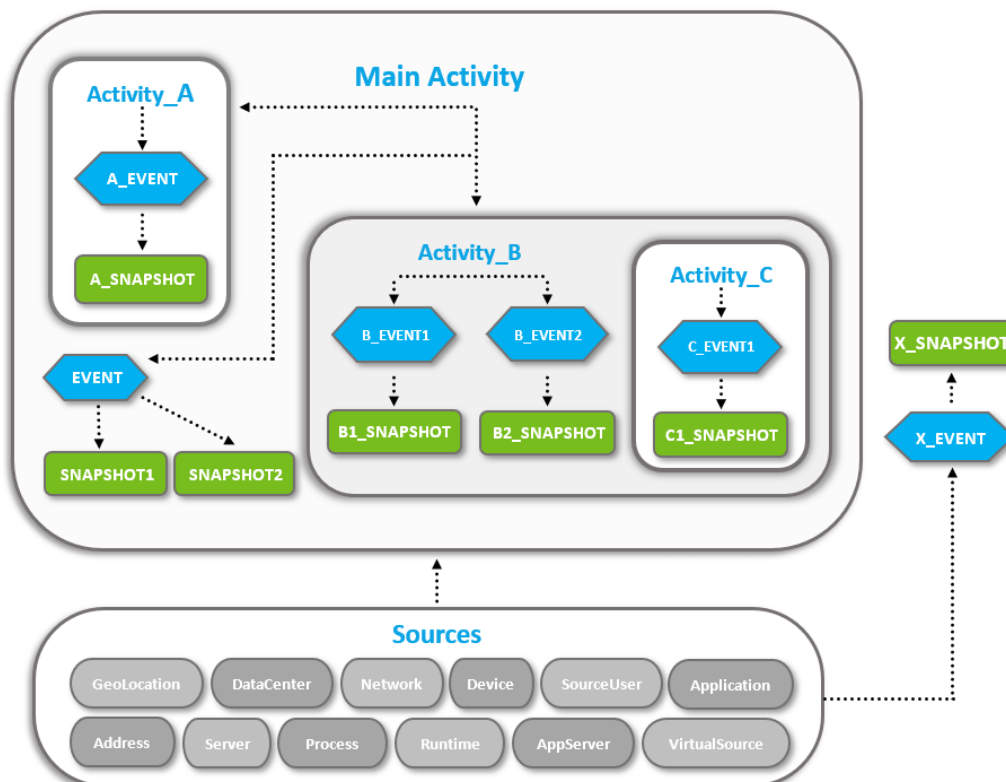 Main Activity
Activity_A
A_EVENT
A_SNAPSHOT
EVENT
SNAPSHOT1
SNAPSHOT2
Activity_B
B_EVENT1
B_EVENT2
B1_SNAPSHOT
B2_SNAPSHOT
Activity_C
C_EVENT1
C1_SNAPSHOT
X_SNAPSHOT
X_EVENT
Sources
GeoLocation DataCenter Network Device SourceUser Application
Address Server Process Runtime AppServer VirtualSource